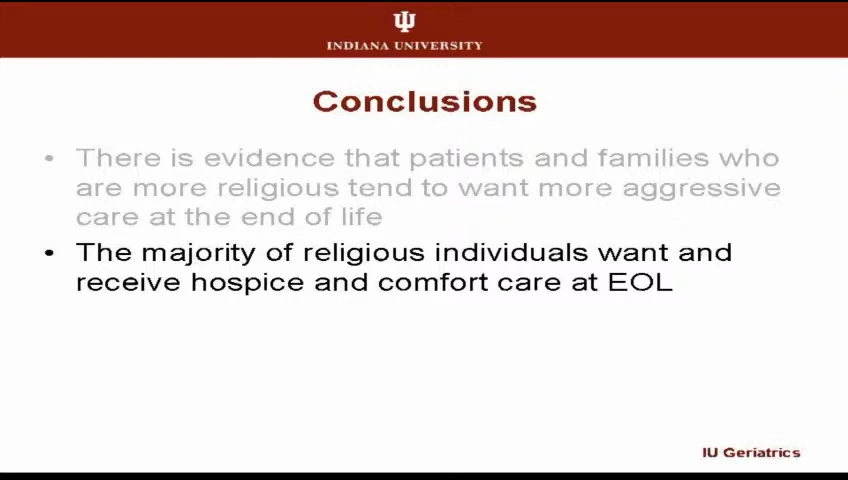 INDIANA UNIVERSITY
Conclusions
• There is evidence that patients and families who
are more religious tend to want more aggressive
care at the end of life
• The majority of religious individuals want and
receive hospice and comfort care at EOL
IU Geriatrics